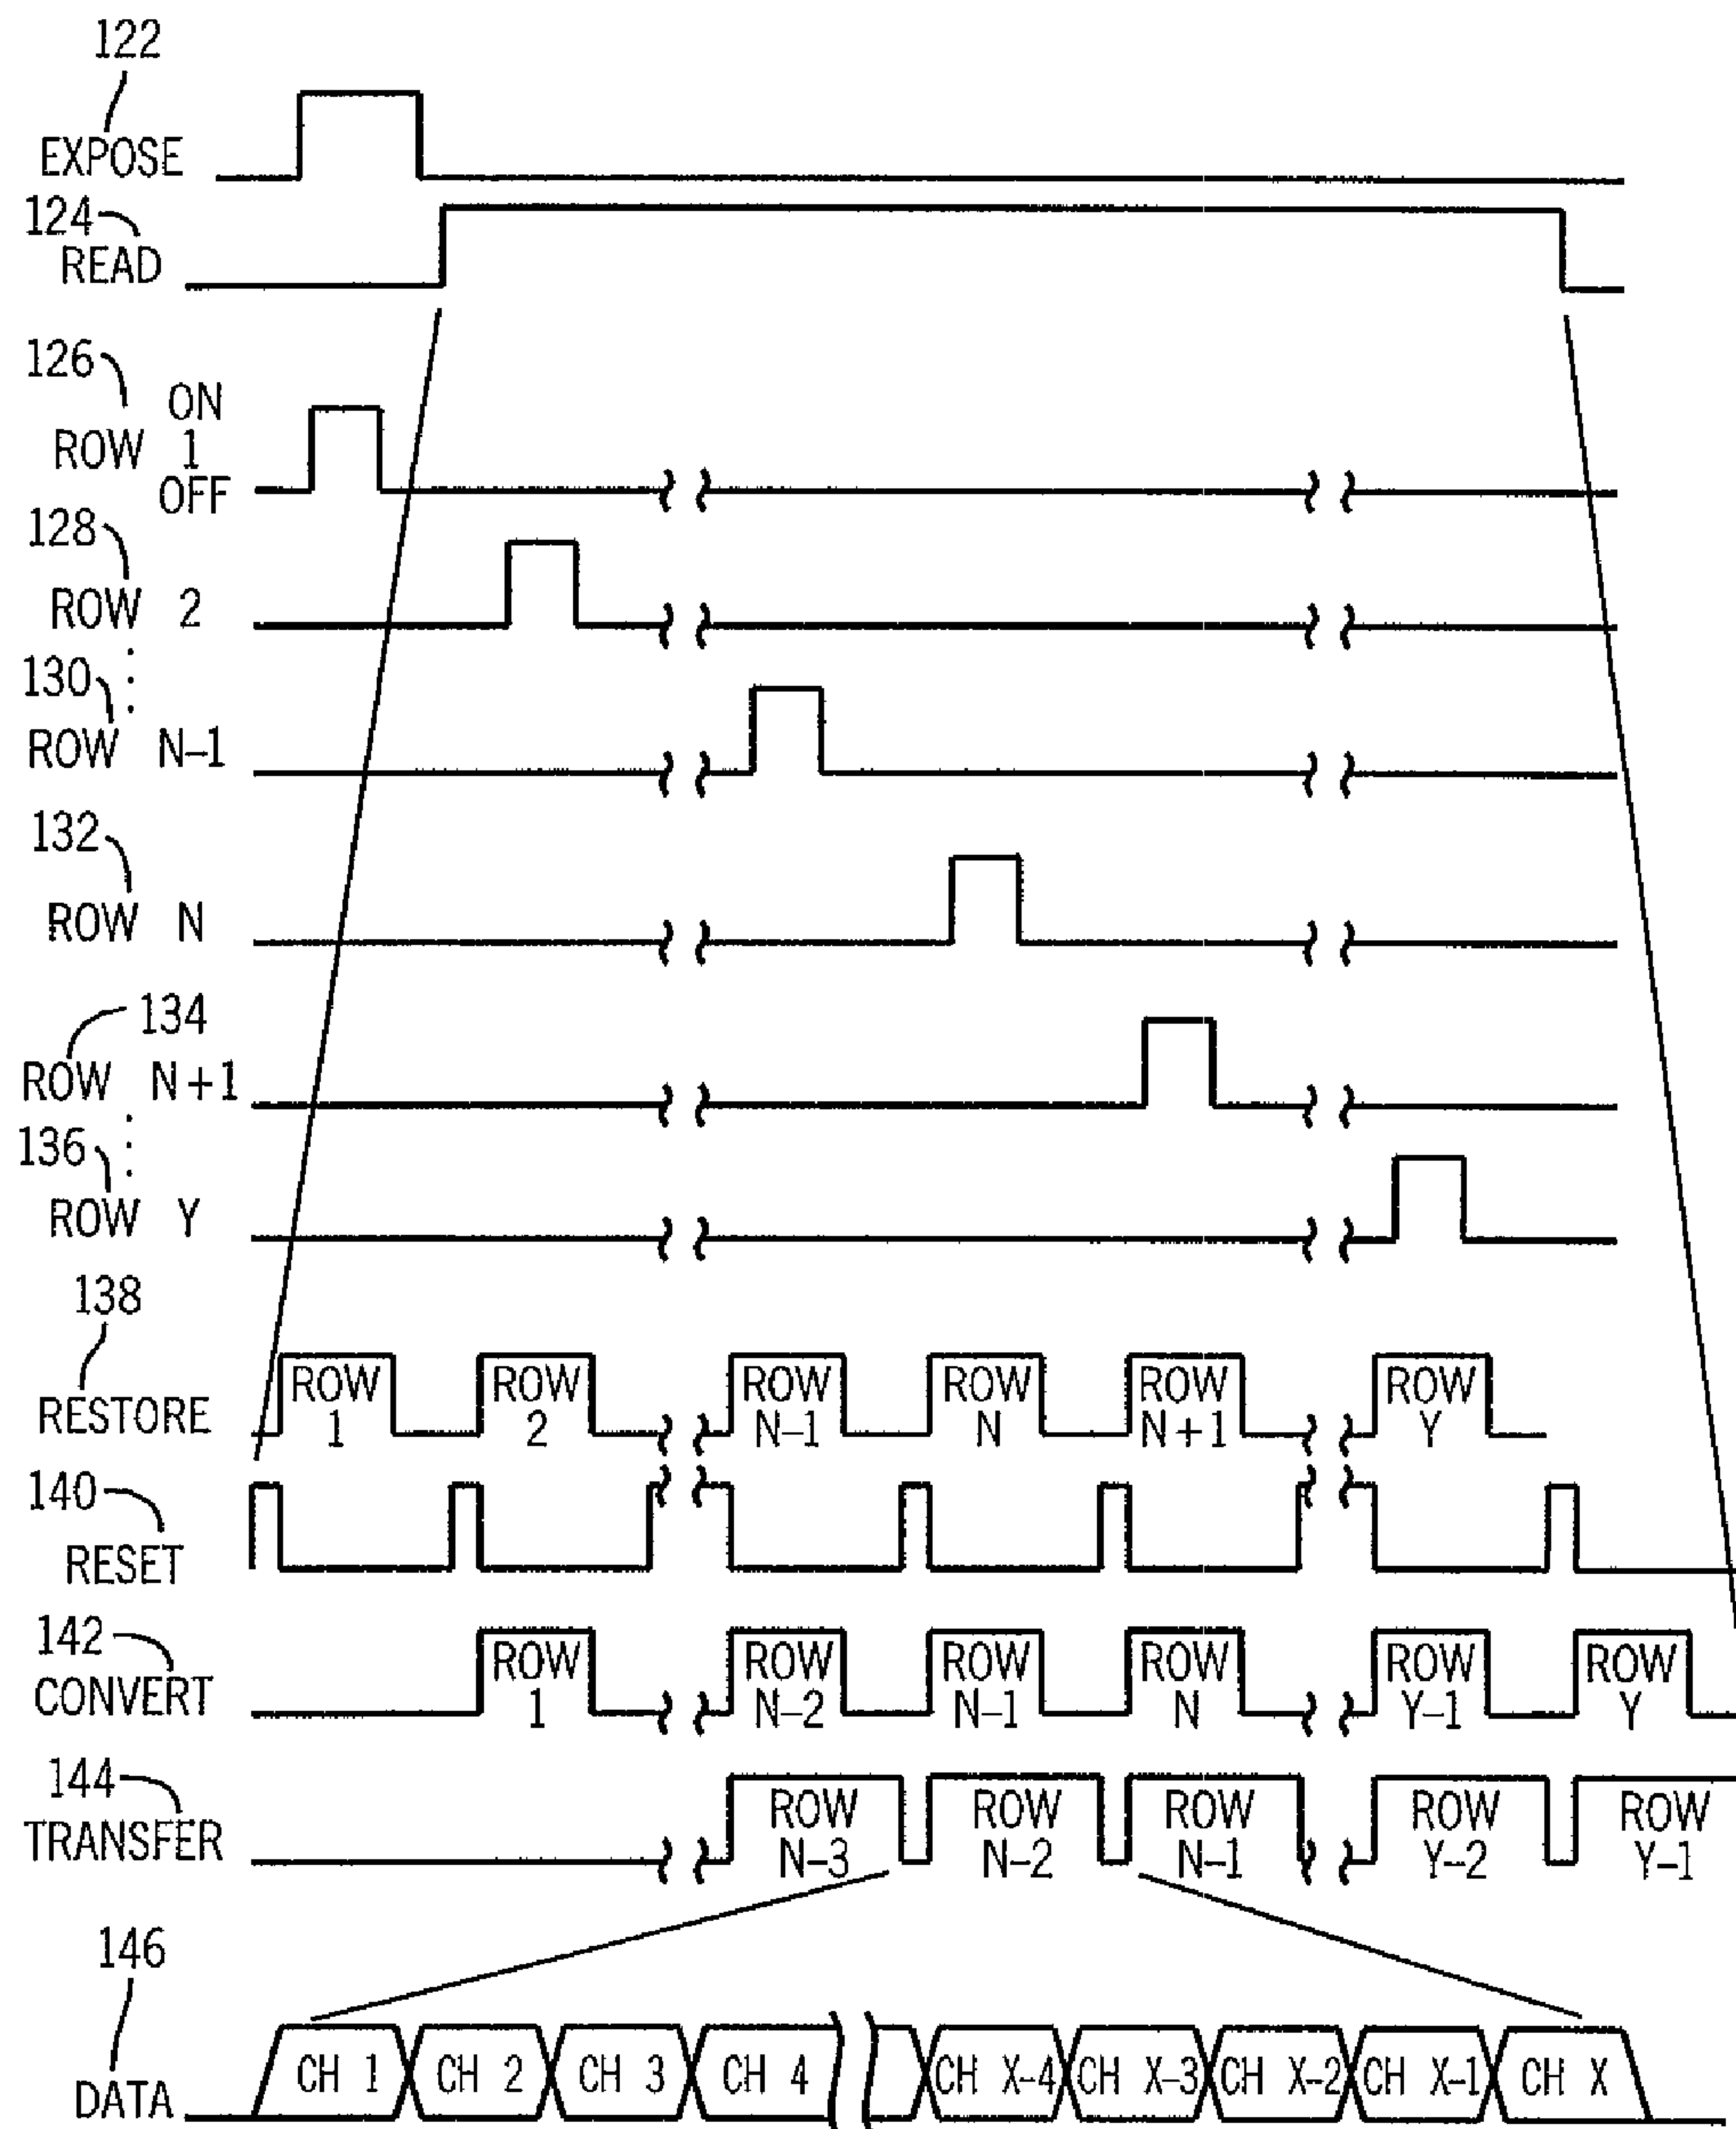 122
EXPOSE
124
READ
126
ON
ROW 1
OFF
128
ROW 2
130
ROW N-1
132
ROW N
134
ROW N+1
136
ROW Y
138
RESTORE
ROW 1
ROW 2
ROW N-1
ROW N
ROW N+1
ROW Y
140
RESET
142
CONVERT
ROW 1
ROW N-2
ROW N-1
ROW N
ROW Y-1
ROW Y
144
TRANSFER
ROW N-3
ROW N-2
ROW N-1
ROW Y-2
ROW Y-1
146
DATA
CH 1
CH 2
CH 3
CH 4
CH X-4
CH X-3
CH X-2
CH X-1
CH X